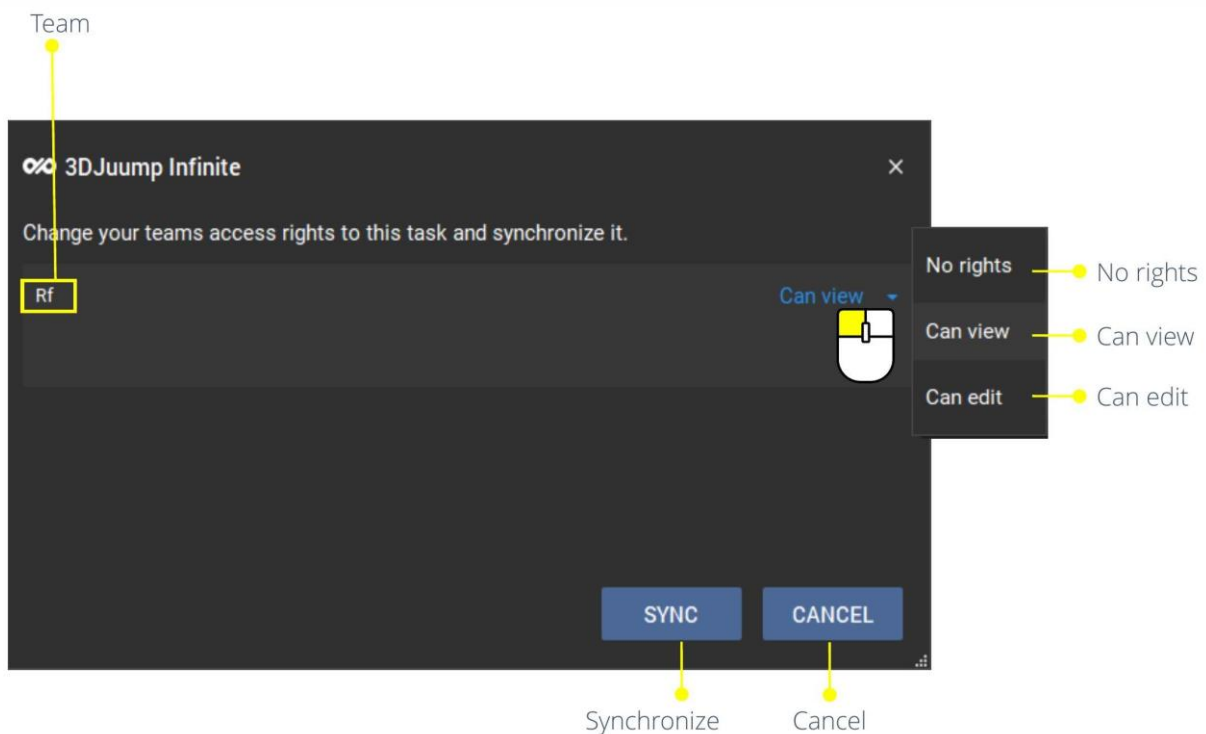 Team
3DJuump Infinite
Change your teams access rights to this task and synchronize it.
Rf
Can view
No rights
No rights
Can view
Can view
Can edit
Can edit
SYNC
CANCEL
Synchronize
Cancel